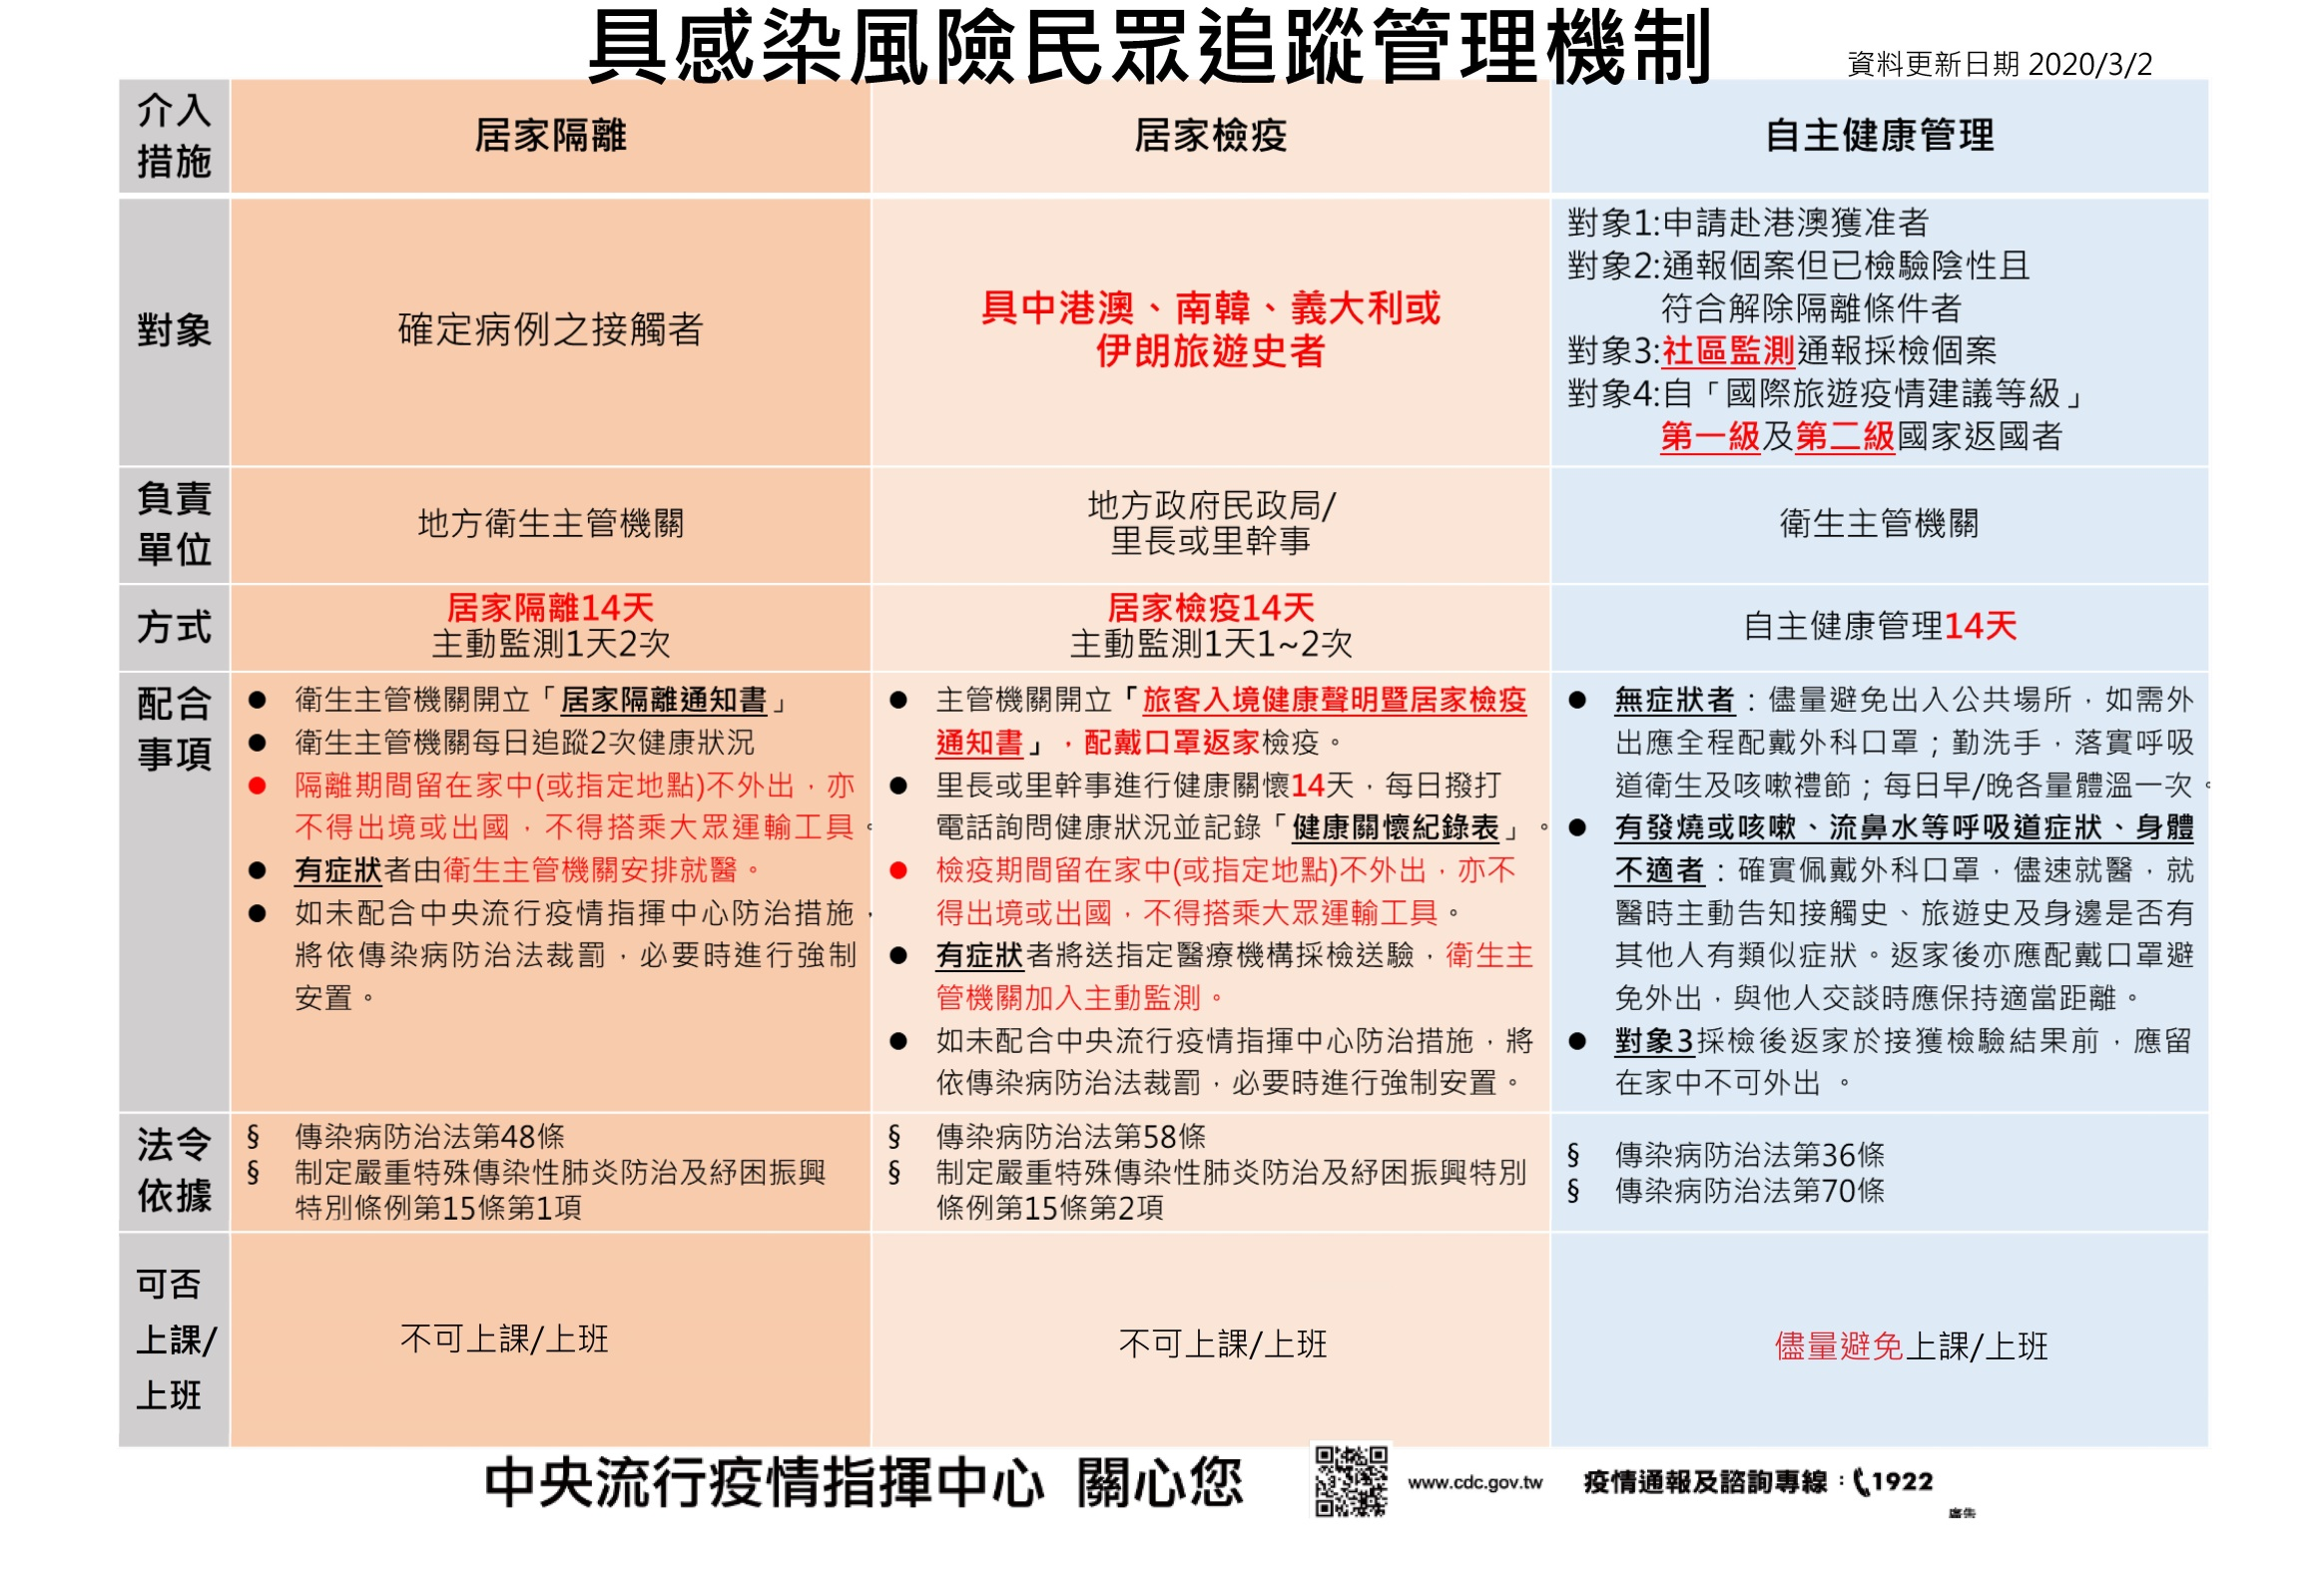 具感染風險民眾追蹤管理機制
資料更新日期 2020/3/2
介入
措施
居家隔離
居家檢疫
自主健康管理
對象
確定病例之接觸者
具中港澳、南韓、義大利或
伊朗旅遊史者
對象1:申請赴港澳獲准者
對象2:通報個案但已檢驗陰性且
符合解除隔離條件者
對象3:社區監測通報採檢個案
對象4:自「國際旅遊疫情建議等級」
第一級及第二級國家返國者
負責
單位
地方衛生主管機關
地方政府民政局/
里長或里幹事
衛生主管機關
方式
居家隔離14天
主動監測1天2次
居家檢疫14天
主動監測1天1~2次
自主健康管理14天
配合
事項
● 衛生主管機關開立「居家隔離通知書」
● 衛生主管機關每日追蹤2次健康狀況
● 隔離期間留在家中(或指定地點)不外出，亦
不得出境或出國，不得搭乘大眾運輸工具。
● 有症狀者由衛生主管機關安排就醫。
● 如未配合中央流行疫情指揮中心防治措施，
將依傳染病防治法裁罰，必要時進行強制
安置。
● 主管機關開立「旅客入境健康聲明暨居家檢疫
通知書」，配戴口罩返家檢疫。
● 里長或里幹事進行健康關懷14天，每日撥打
電話詢問健康狀況並記錄「健康關懷紀錄表」。
● 檢疫期間留在家中(或指定地點)不外出，亦不
得出境或出國，不得搭乘大眾運輸工具。
● 有症狀者將送指定醫療機構採檢送驗，衛生主
管機關加入主動監測。
● 如未配合中央流行疫情指揮中心防治措施，將
依傳染病防治法裁罰，必要時進行強制安置。
● 無症狀者：儘量避免出入公共場所，如需外
出應全程配戴外科口罩；勤洗手，落實呼吸
道衛生及咳嗽禮節；每日早/晚各量體溫一次。
● 有發燒或咳嗽、流鼻水等呼吸道症狀、身體
不適者：確實佩戴外科口罩，儘速就醫，就
醫時主動告知接觸史、旅遊史及身邊是否有
其他人有類似症狀。返家後亦應配戴口罩避
免外出，與他人交談時應保持適當距離。
● 對象3採檢後返家於接獲檢驗結果前，應留
在家中不可外出 。
法令
依據
§ 傳染病防治法第48條
§ 制定嚴重特殊傳染性肺炎防治及紓困振興
特別條例第15條第1項
§ 傳染病防治法第58條
§ 制定嚴重特殊傳染性肺炎防治及紓困振興特別
條例第15條第2項
§ 傳染病防治法第36條
§ 傳染病防治法第70條
可否
上課/
上班
不可上課/上班
不可上課/上班
儘量避免上課/上班
中央流行疫情指揮中心 關心您
www.cdc.gov.tw
疫情通報及諮詢專線：1922
廣告